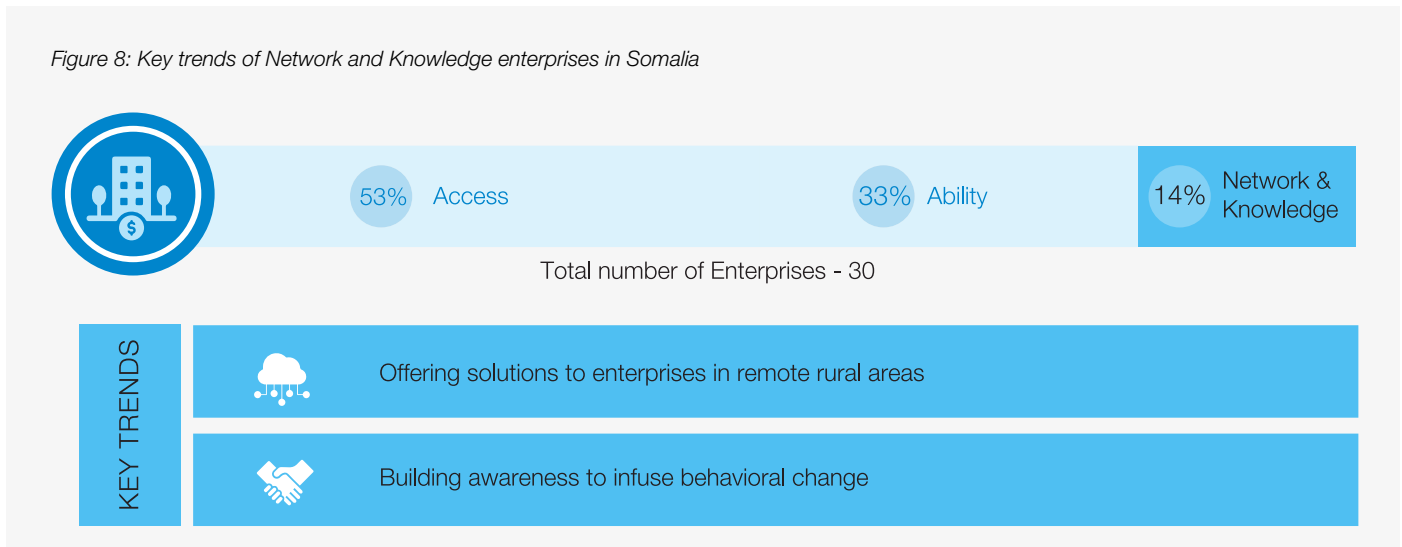 Figure 8: Key trends of Network and Knowledge enterprises in Somalia
$
53% Access
33% Ability
14% Network &
Knowledge
Total number of Enterprises - 30
KEY TRENDS
Offering solutions to enterprises in remote rural areas
Building awareness to infuse behavioral change